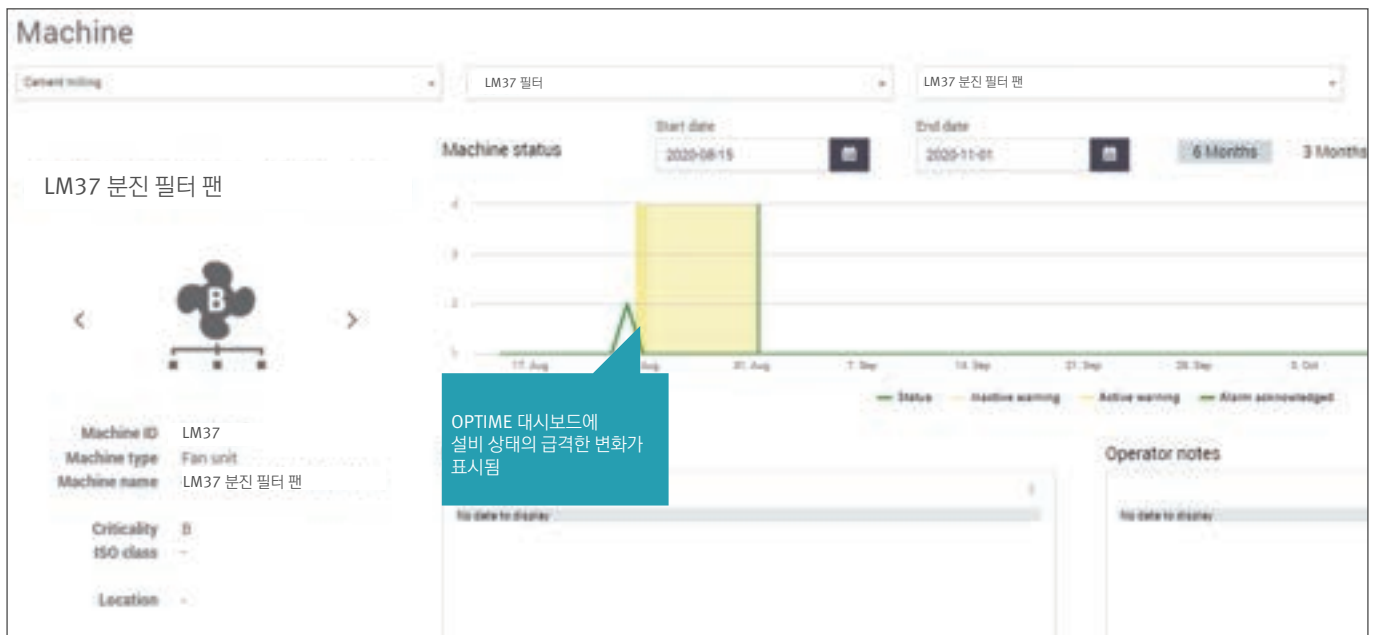 Machine
Cement milling
LM37 필터
LM37 분진 필터 팬
Machine status
Start date
2020-08-15
End date
2020-11-01
6 Months
3 Months
LM37 분진 필터 팬
B
4
3
2
1
17. Aug
Aug
31. Aug
7. Sep
14. Sep
21. Sep
28. Sep
5. Oct
Status
Inactive warning
Active warning
Alarm acknowledged
OPTIME 대시보드에
설비 상태의 급격한 변화가
표시됨
Machine ID LM37
Machine type Fan unit
Machine name LM37 분진 필터 팬
Criticality B
ISO class -
Location -
No data to display
Operator notes
No data to display